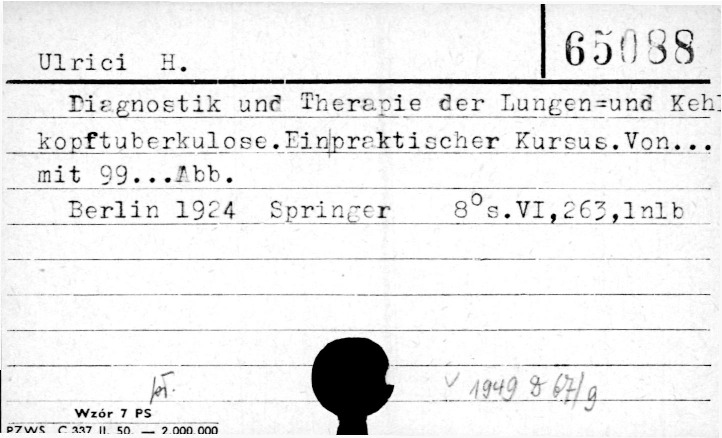 Ulrici H.
65088
Diagnostik und Therapie der Lungen=und Kehl
kopftuberkulose.Ein praktischer Kursus.Von...
mit 99...Abb.
Berlin 1924 Springer 8°s.VI,263,1nlb
1949 D 67/9
Wzór 7 PS
PZWS C 337 II. 50. — 2.000.000